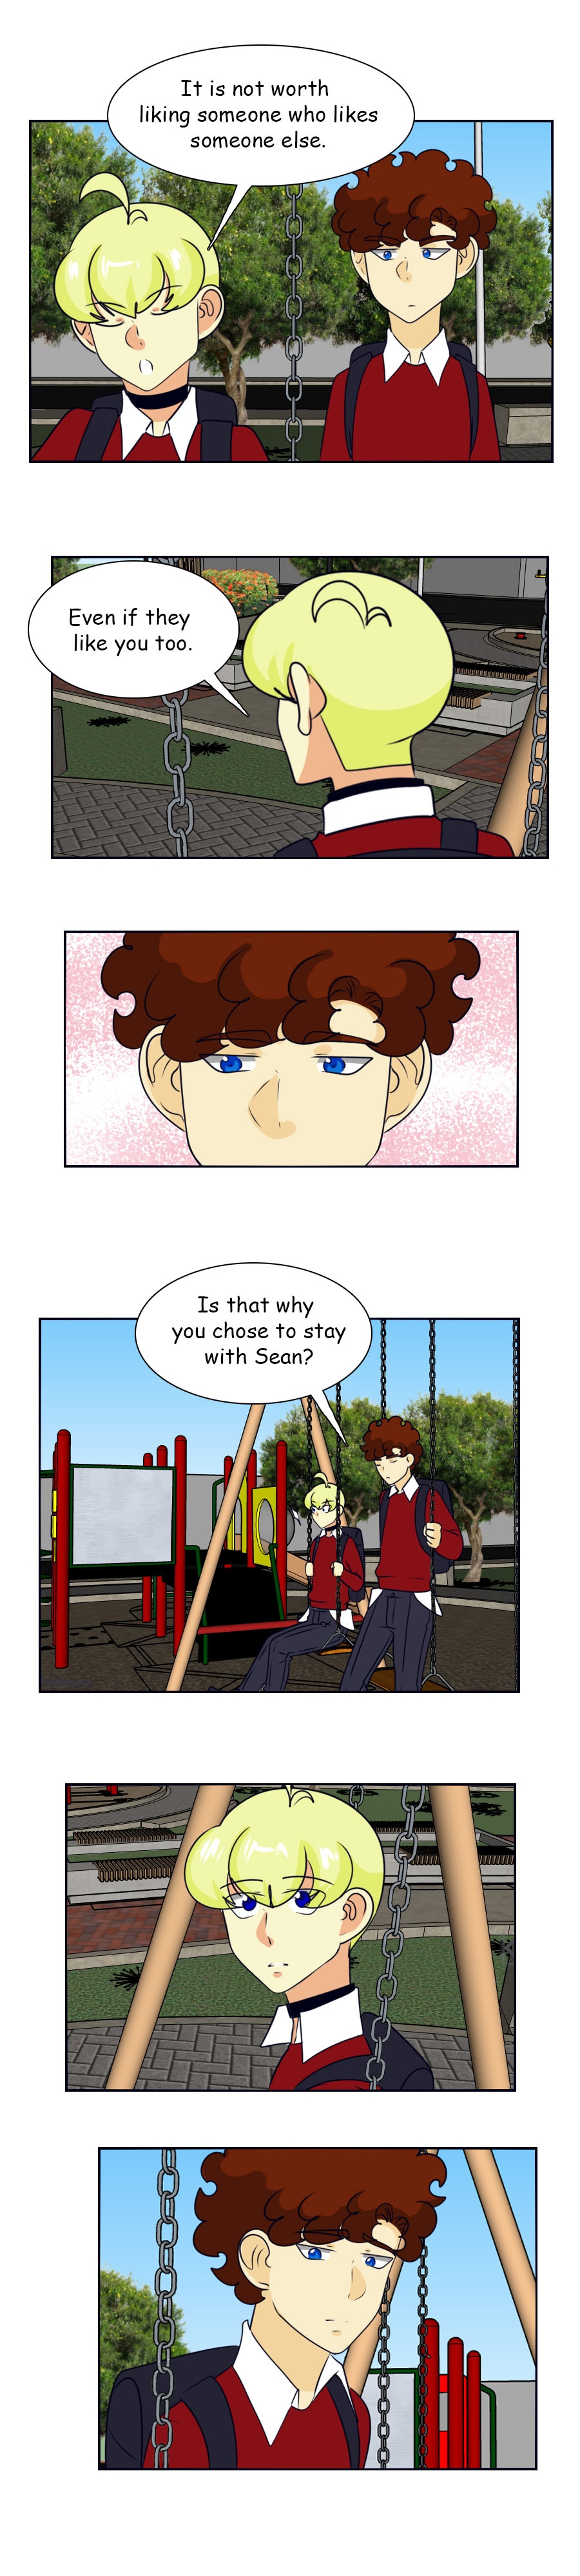 It is not worth
liking someone who likes
someone else.
Even if they
like you too.
Is that why
you chose to stay
with Sean?